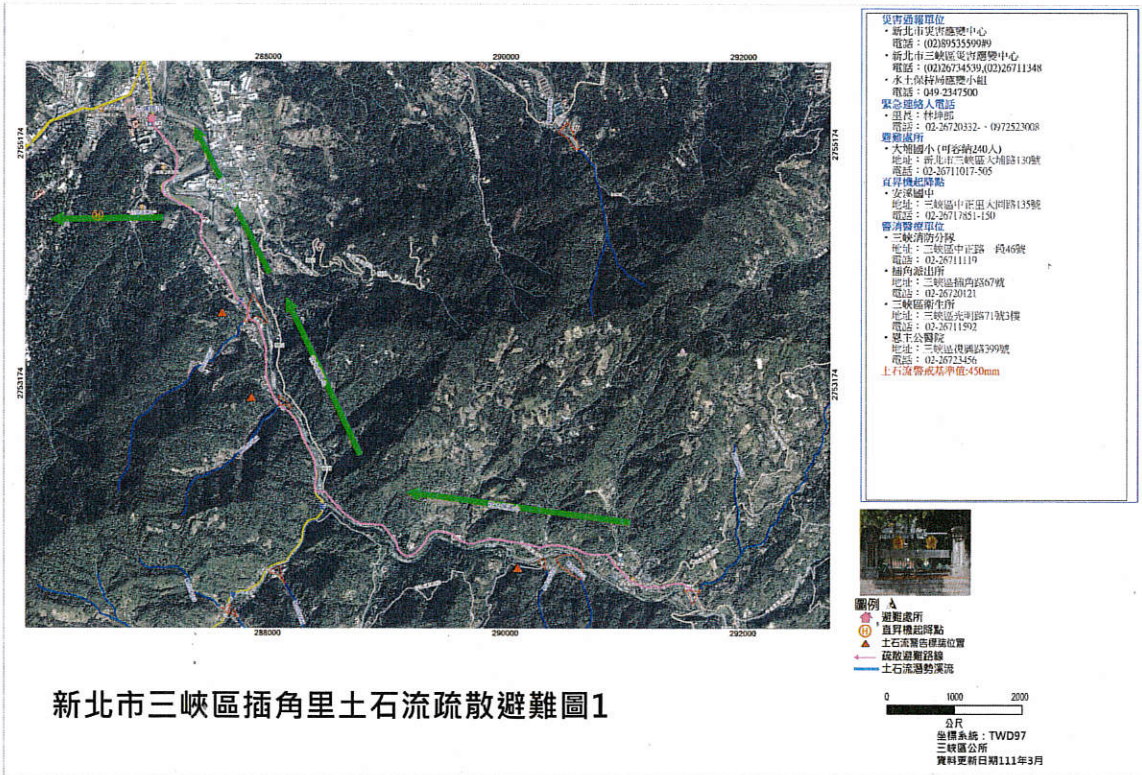 288000
290000
292000
2755174
2755174
2753174
2753174
288000
290000
292000
災害通報單位
・新北市災害應變中心
電話：(02)89535599#9
・新北市三峽區災害應變中心
電話：(02)26734539,(02)26711348
・水土保持局應變小組
電話：049-2347500
緊急連絡人電話
・里長：林坤郎
電話： 02-26720332-、0972523008
避難處所
・大埔國小 (可容納240人)
地址：新北市三峽區大埔路130號
電話：02-26711017-505
直昇機起降點
・安溪國中
地址：三峽區中正里大同路135號
電話： 02-26717851-150
警消醫療單位
・三峽消防分隊
地址：三峽區中正路一段46號
電話： 02-26711119
・插角派出所
地址：三峽區插角路67號
電話： 02-26720121
・三峽區衛生所
地址：三峽區光明路71號3樓
電話： 02-26711592
・恩主公醫院
地址：三峽區復興路399號
電話： 02-26723456
土石流警戒基準值:450mm
圖例
避難處所
H 直昇機起降點
土石流警告標誌位置
疏散避難路線
土石流潛勢溪流
0 1000 2000
公尺
坐標系統：TWD97
三峽區公所
資料更新日期111年3月
新北市三峽區插角里土石流疏散避難圖1